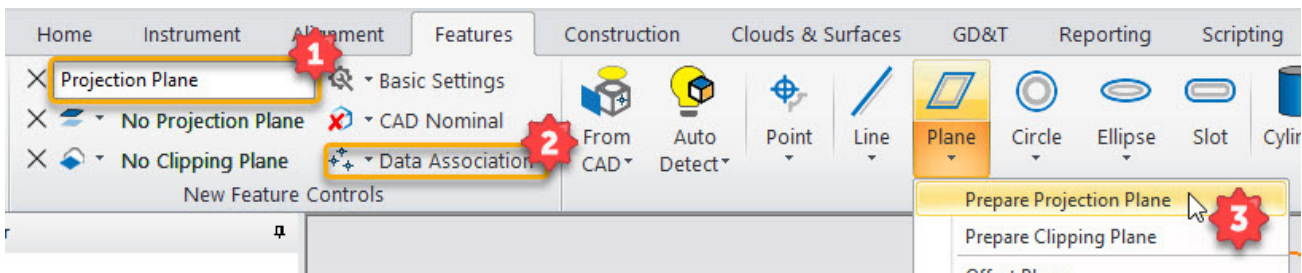 Home Instrument Alignment Features Construction Clouds & Surfaces GD&T Reporting Scripting
1
Projection Plane Basic Settings
No Projection Plane CAD Nominal
No Clipping Plane Data Association
2
From CAD Auto Detect Point Line Plane Circle Ellipse Slot
New Feature Controls
Prepare Projection Plane
3
Prepare Clipping Plane